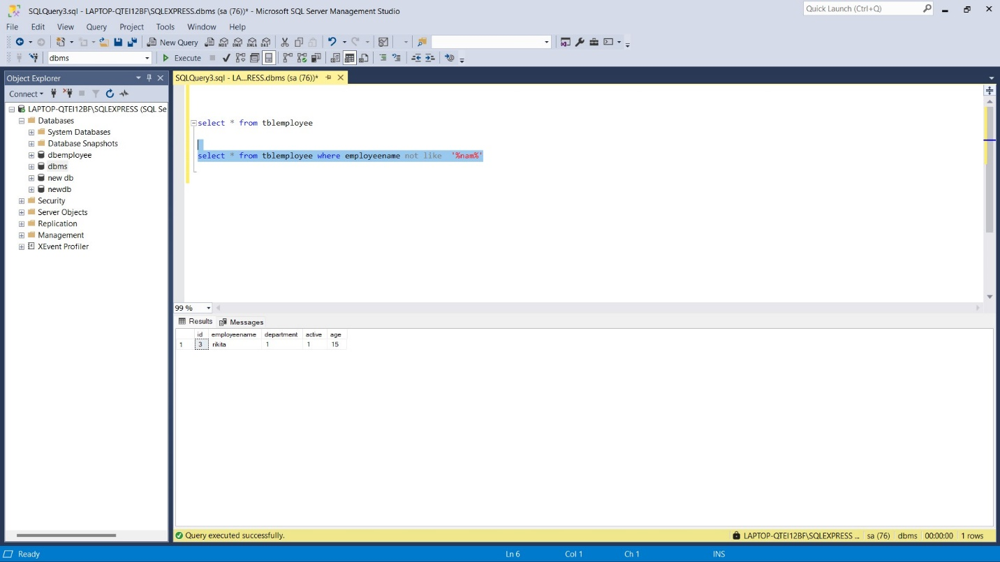 SQLQuery3.sql - LAPTOP-QTEI12BF\SQLEXPRESS.dbms (sa (76))* - Microsoft SQL Server Management Studio
Quick Launch (Ctrl+Q)
File Edit View Query Project Tools Window Help
New Query MDX DMX XMLA DAX
dbms Execute
Object Explorer
SQLQuery3.sql - LA...RESS.dbms (sa (76))*
Connect
LAPTOP-QTEI12BF\SQLEXPRESS (SQL Se
Databases
System Databases
Database Snapshots
dbemployee
dbms
new db
newdb
Security
Server Objects
Replication
Management
XEvent Profiler
select * from tblemployee
select * from tblemployee where employeename not like '%nam%'
99 %
Results Messages
id employeename department active age
1 3 rikita 1 1 15
Query executed successfully. LAPTOP-QTEI12BF\SQLEXPRESS ... sa (76) dbms 00:00:00 1 rows
Ready Ln 6 Col 1 Ch 1 INS